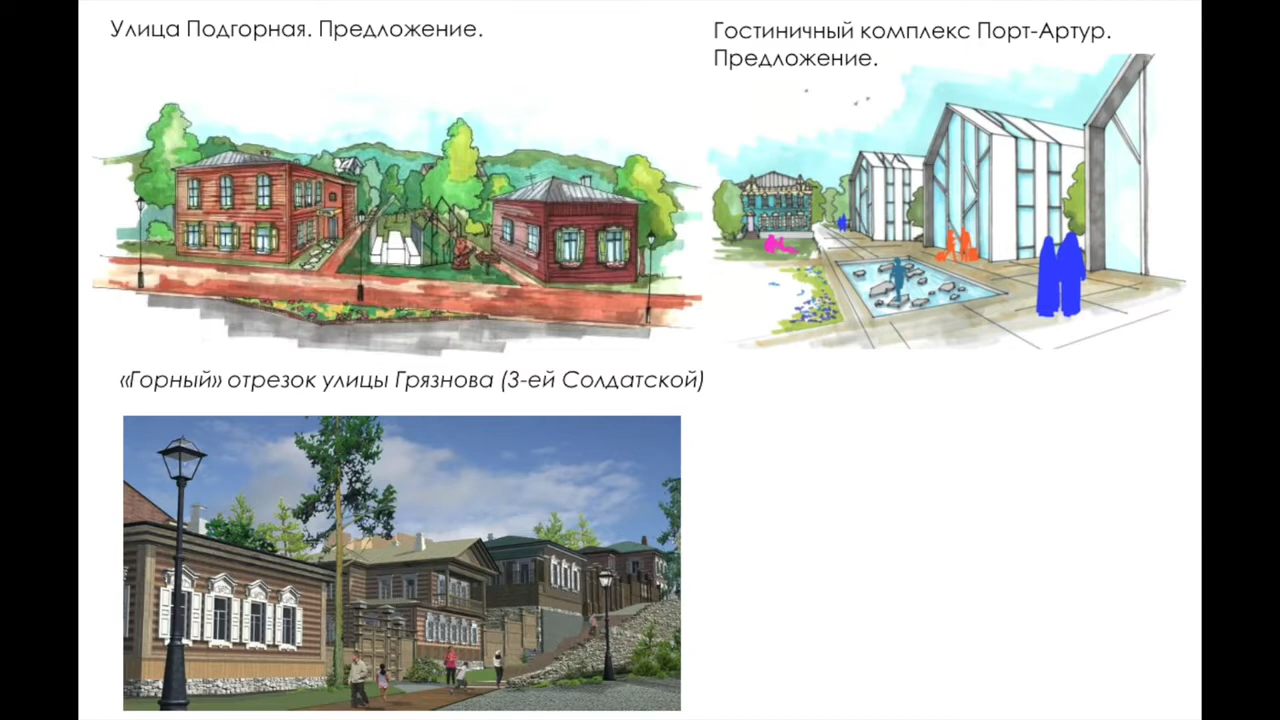 Улица Подгорная. Предложение.
Гостиничный комплекс Порт-Артур.
Предложение.
«Горный» отрезок улицы Грязнова (3-ей Солдатской)